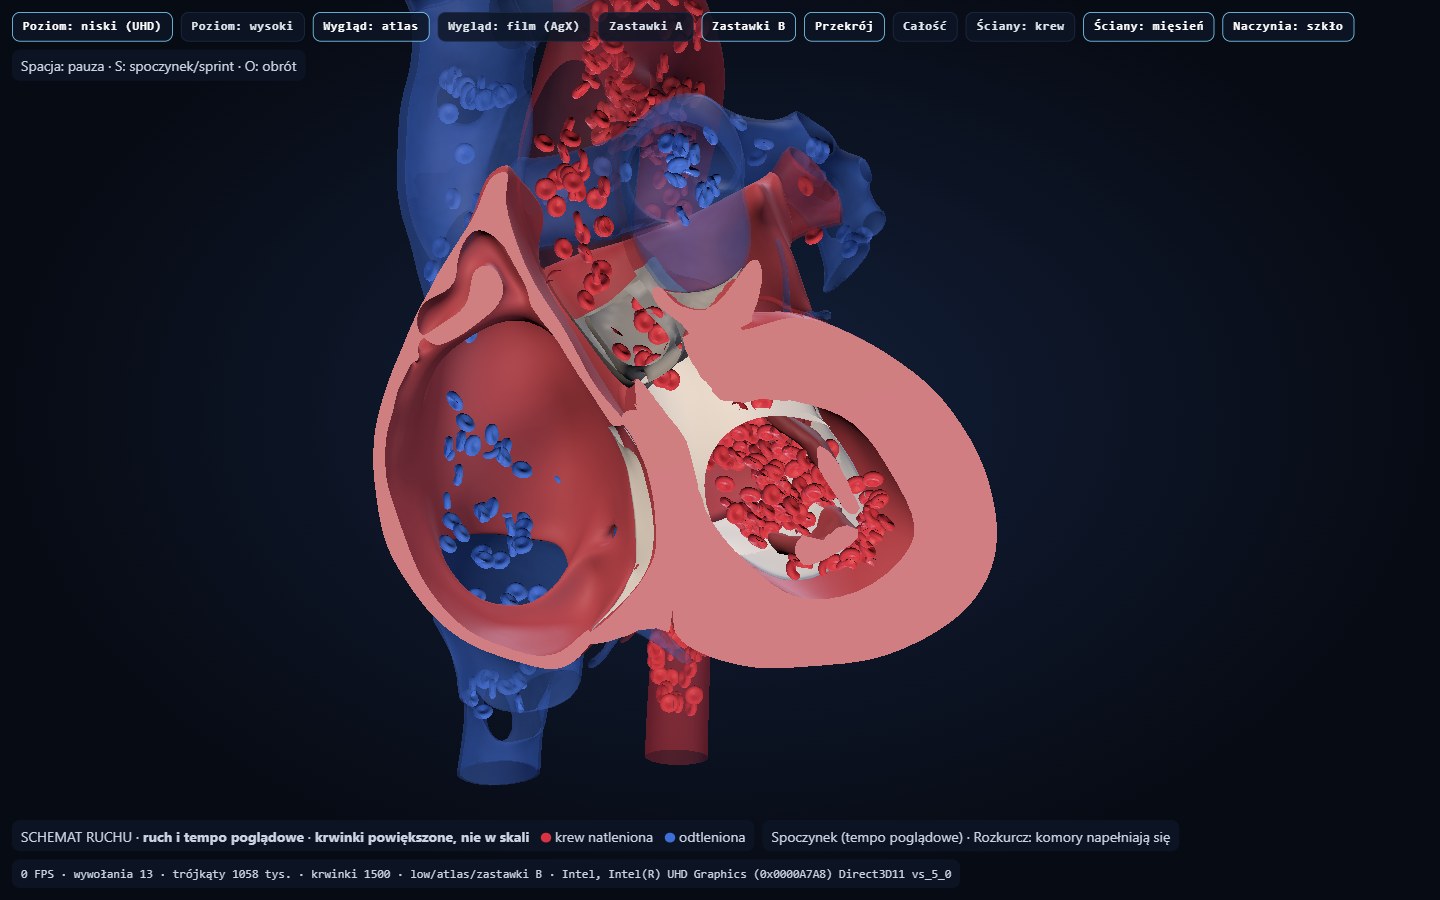 Poziom: niski (UHD) Poziom: wysoki Wygląd: atlas Wygląd: film (AgX) Zastawki A Zastawki B Przekrój Całość Ściany: krew Ściany: mięsień Naczynia: szkło
Spacja: pauza · S: spoczynek/sprint · O: obrót
SCHEMAT RUCHU · ruch i tempo poglądowe · krwinki powiększone, nie w skali krew natleniona odtleniona Spoczynek (tempo poglądowe) · Rozkurcz: komory napełniają się
0 FPS · wywołania 13 · trójkąty 1058 tys. · krwinki 1500 · low/atlas/zastawki B · Intel, Intel(R) UHD Graphics (0x0000A7A8) Direct3D11 vs_5_0